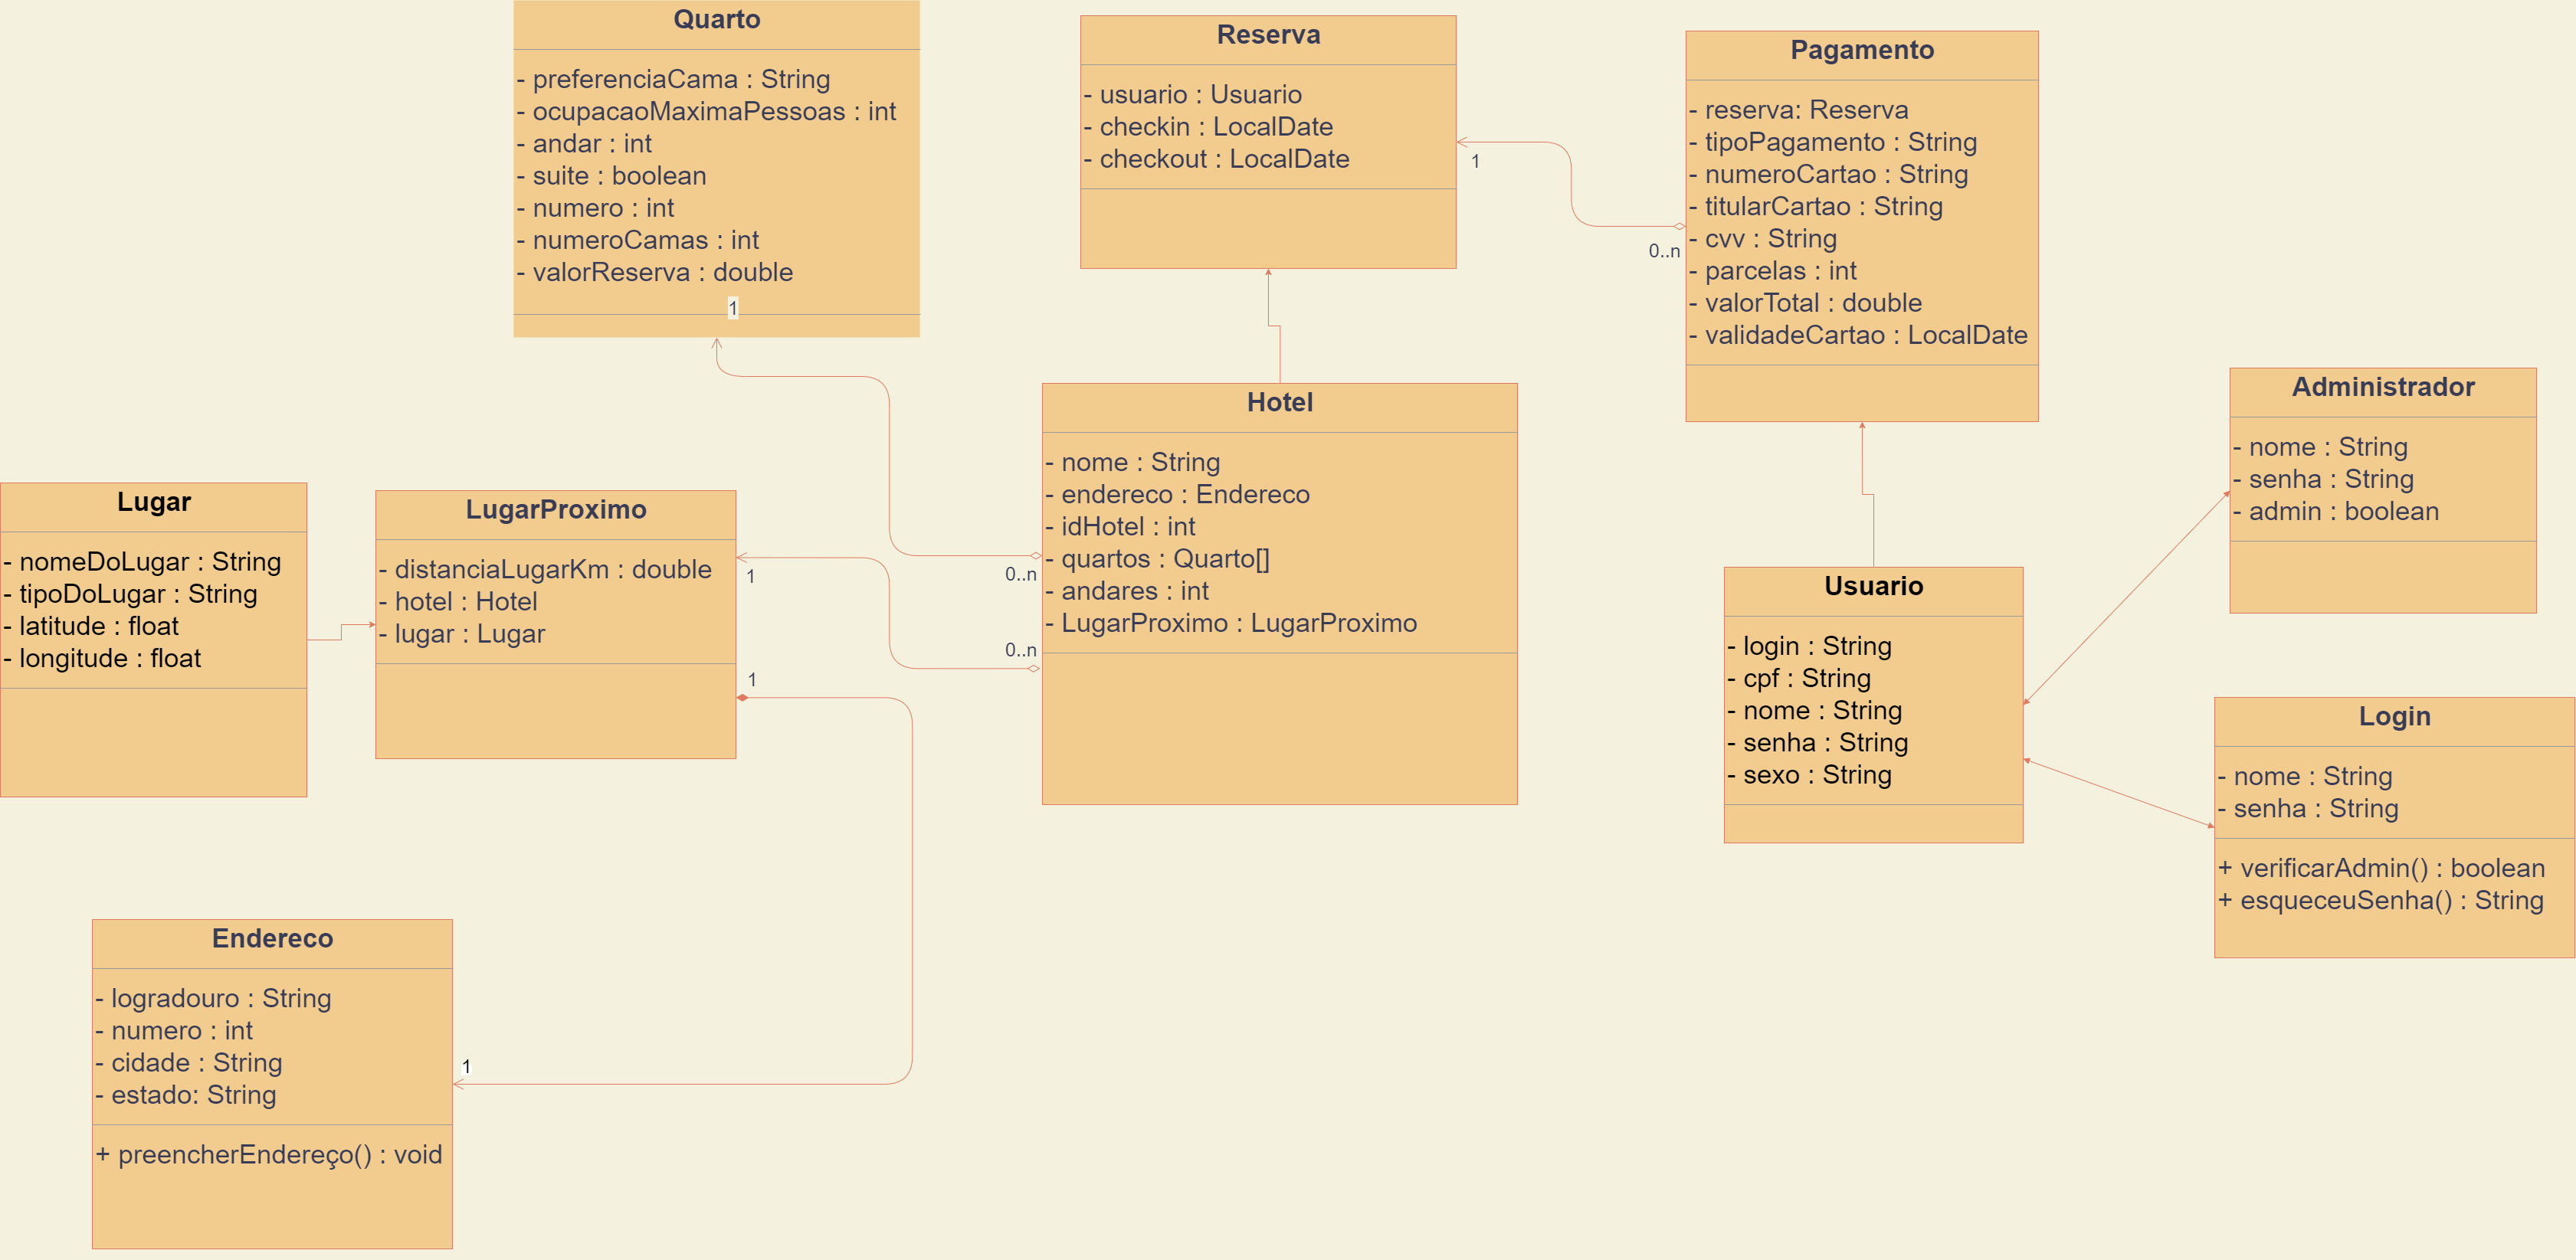 Quarto
- preferenciaCama : String
- ocupacaoMaximaPessoas : int
- andar : int
- suite : boolean
- numero : int
- numeroCamas : int
- valorReserva : double
1
Reserva
- usuario : Usuario
- checkin : LocalDate
- checkout : LocalDate
1
Pagamento
- reserva: Reserva
- tipoPagamento : String
- numeroCartao : String
- titularCartao : String
- cvv : String
- parcelas : int
- valorTotal : double
- validadeCartao : LocalDate
0..n
Hotel
- nome : String
- endereco : Endereco
- idHotel : int
- quartos : Quarto[]
- andares : int
- LugarProximo : LugarProximo
0..n
0..n
Administrador
- nome : String
- senha : String
- admin : boolean
Lugar
- nomeDoLugar : String
- tipoDoLugar : String
- latitude : float
- longitude : float
LugarProximo
- distanciaLugarKm : double
- hotel : Hotel
- lugar : Lugar
1
1
Usuario
- login : String
- cpf : String
- nome : String
- senha : String
- sexo : String
Login
- nome : String
- senha : String
+ verificarAdmin() : boolean
+ esqueceuSenha() : String
Endereco
- logradouro : String
- numero : int
- cidade : String
- estado: String
+ preencherEndereço() : void
1